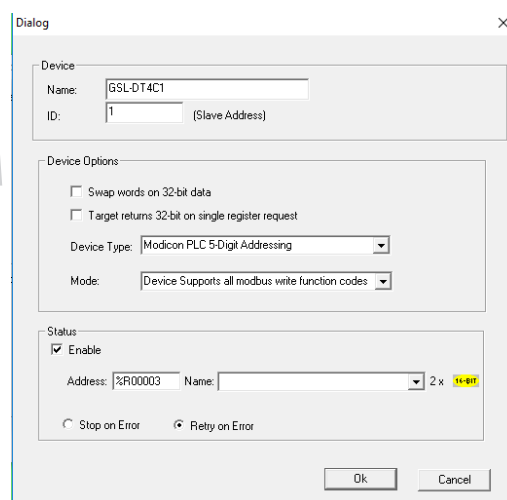 Dialog
Device
Name: GSL-DT4C1
ID: 1 (Slave Address)
Device Options
Swap words on 32-bit data
Target returns 32-bit on single register request
Device Type: Modicon PLC 5-Digit Addressing
Mode: Device Supports all modbus write function codes
Status
Enable
Address: %R00003 Name: 2 x 16-BIT
Stop on Error Retry on Error
Ok Cancel